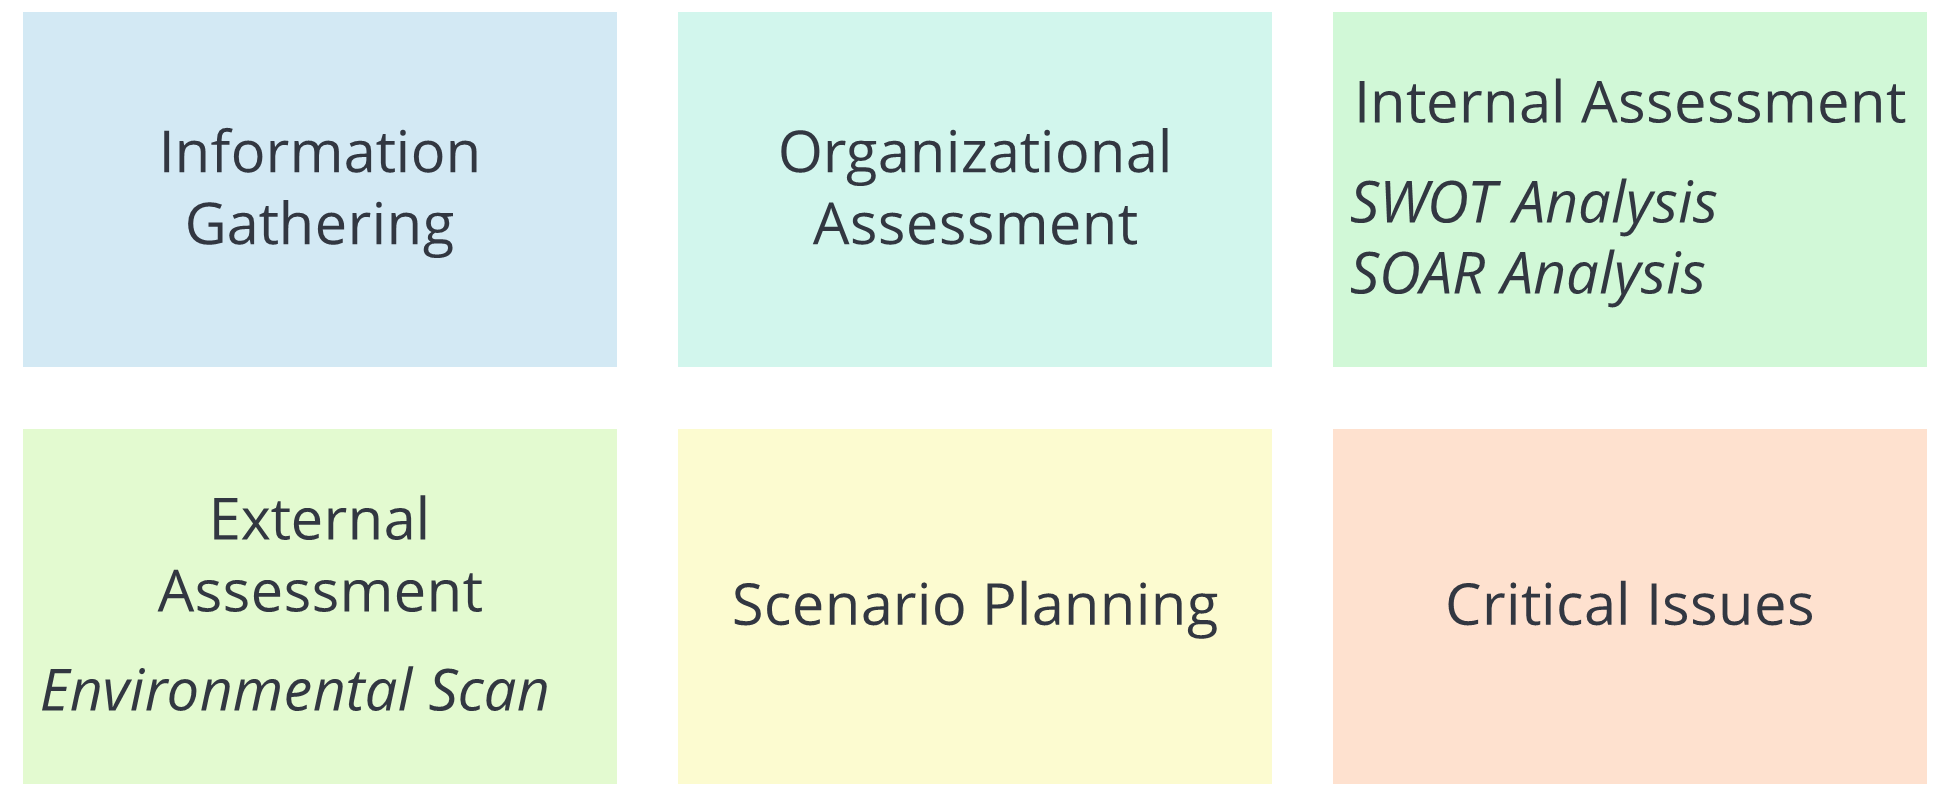 Information
Gathering
Organizational
Assessment
Internal Assessment
SWOT Analysis
SOAR Analysis
External
Assessment
Environmental Scan
Scenario Planning
Critical Issues